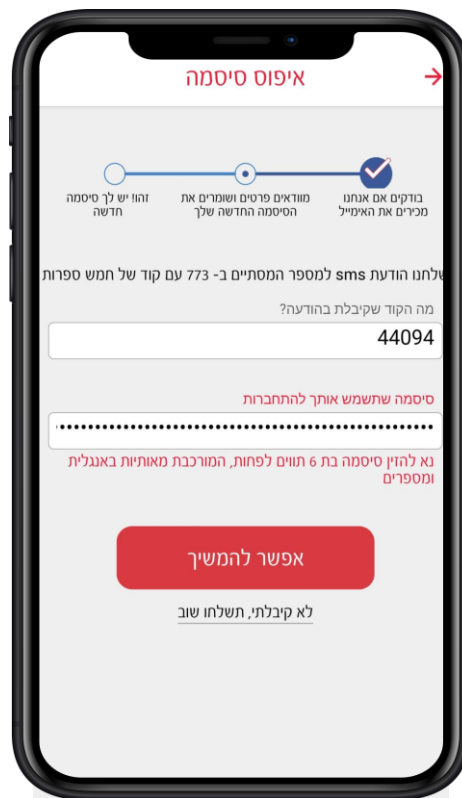 איפוס סיסמה
בודקים אם אנחנו
מכירים את האימייל
מוודאים פרטים ושומרים את
הסיסמה החדשה שלך
זהו! יש לך סיסמה
חדשה
שלחנו הודעת sms למספר המסתיים ב- 773 עם קוד של חמש ספרות
מה הקוד שקיבלת בהודעה?
44094
סיסמה שתשמש אותך להתחברות
נא להזין סיסמה בת 6 תווים לפחות, המורכבת מאותיות באנגלית
ומספרים
אפשר להמשיך
לא קיבלתי, תשלחו שוב